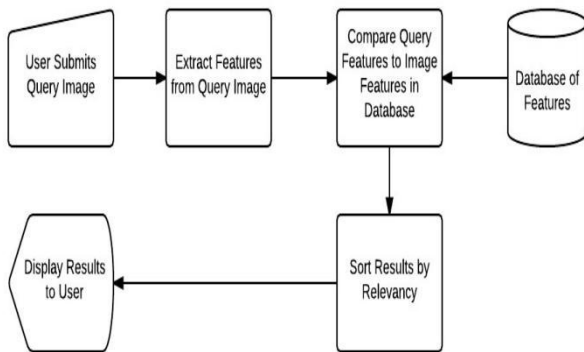 User Submits
Query Image
Extract Features
from Query Image
Compare Query
Features to Image
Features in
Database
Database of
Features
Display Results
to User
Sort Results by
Relevancy